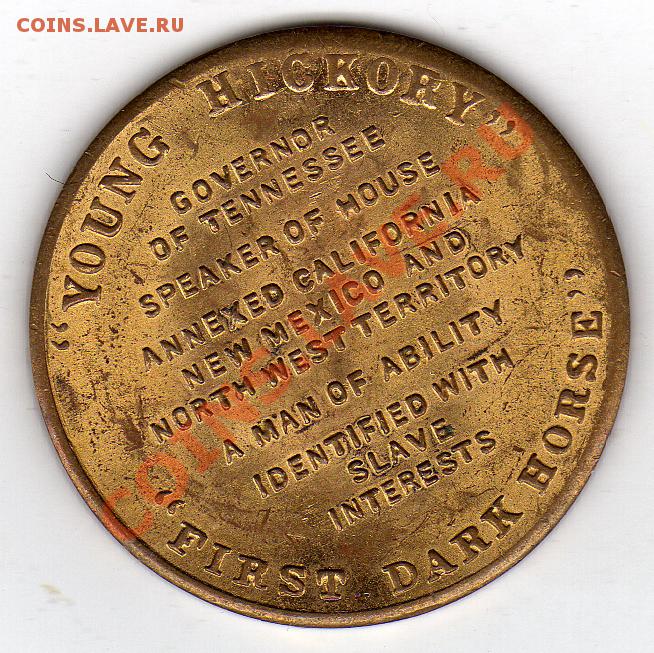 COINS.LAVE.RU
"YOUNG HICKORY"
GOVERNOR
OF TENNESSEE
SPEAKER OF HOUSE
ANNEXED CALIFORNIA
NEW MEXICO AND
NORTH WEST TERRITORY
A MAN OF ABILITY
IDENTIFIED WITH
SLAVE
INTERESTS
"FIRST DARK HORSE"
COINS.LAVE.RU